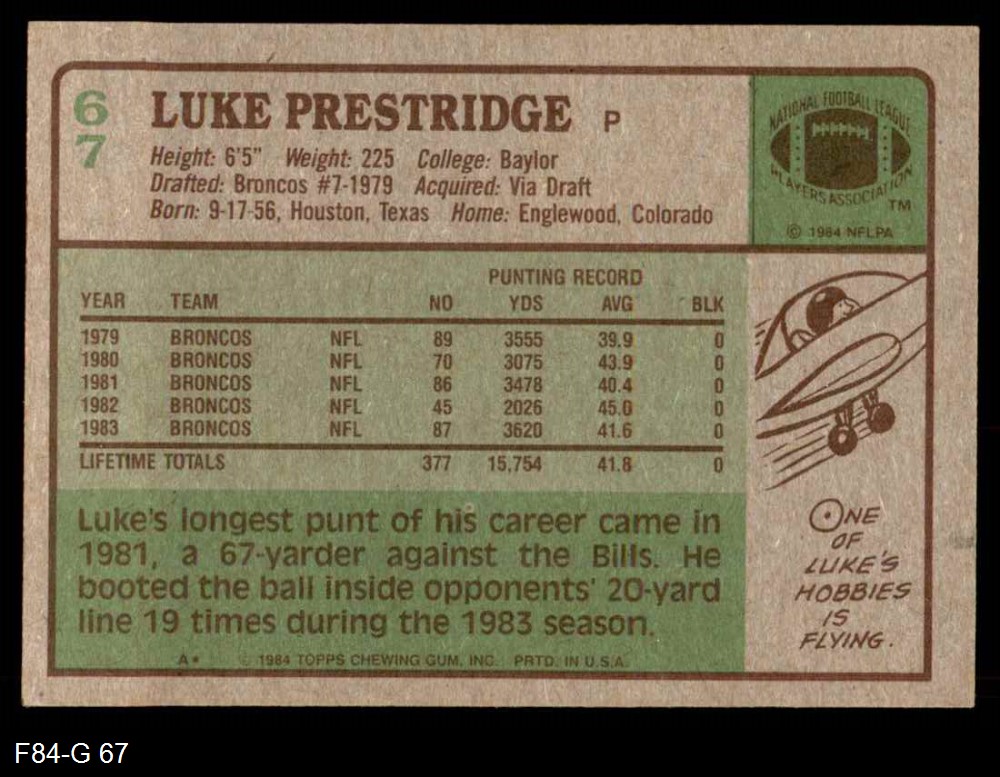 6
7
LUKE PRESTRIDGE P
Height: 6'5" Weight: 225 College: Baylor
Drafted: Broncos #7-1979 Acquired: Via Draft
Born: 9-17-56, Houston, Texas Home: Englewood, Colorado
NATIONAL FOOTBALL LEAGUE
PLAYERS ASSOCIATION
TM
© 1984 NFLPA
PUNTING RECORD
YEAR TEAM NO YDS AVG BLK
1979 BRONCOS NFL 89 3555 39.9 0
1980 BRONCOS NFL 70 3075 43.9 0
1981 BRONCOS NFL 86 3478 40.4 0
1982 BRONCOS NFL 45 2026 45.0 0
1983 BRONCOS NFL 87 3620 41.6 0
LIFETIME TOTALS 377 15,754 41.8 0
Luke's longest punt of his career came in
1981, a 67-yarder against the Bills. He
booted the ball inside opponents' 20-yard
line 19 times during the 1983 season.
A* © 1984 TOPPS CHEWING GUM, INC. PRTD. IN U.S.A.
ONE
OF
LUKE'S
HOBBIES
IS
FLYING.
F84-G 67